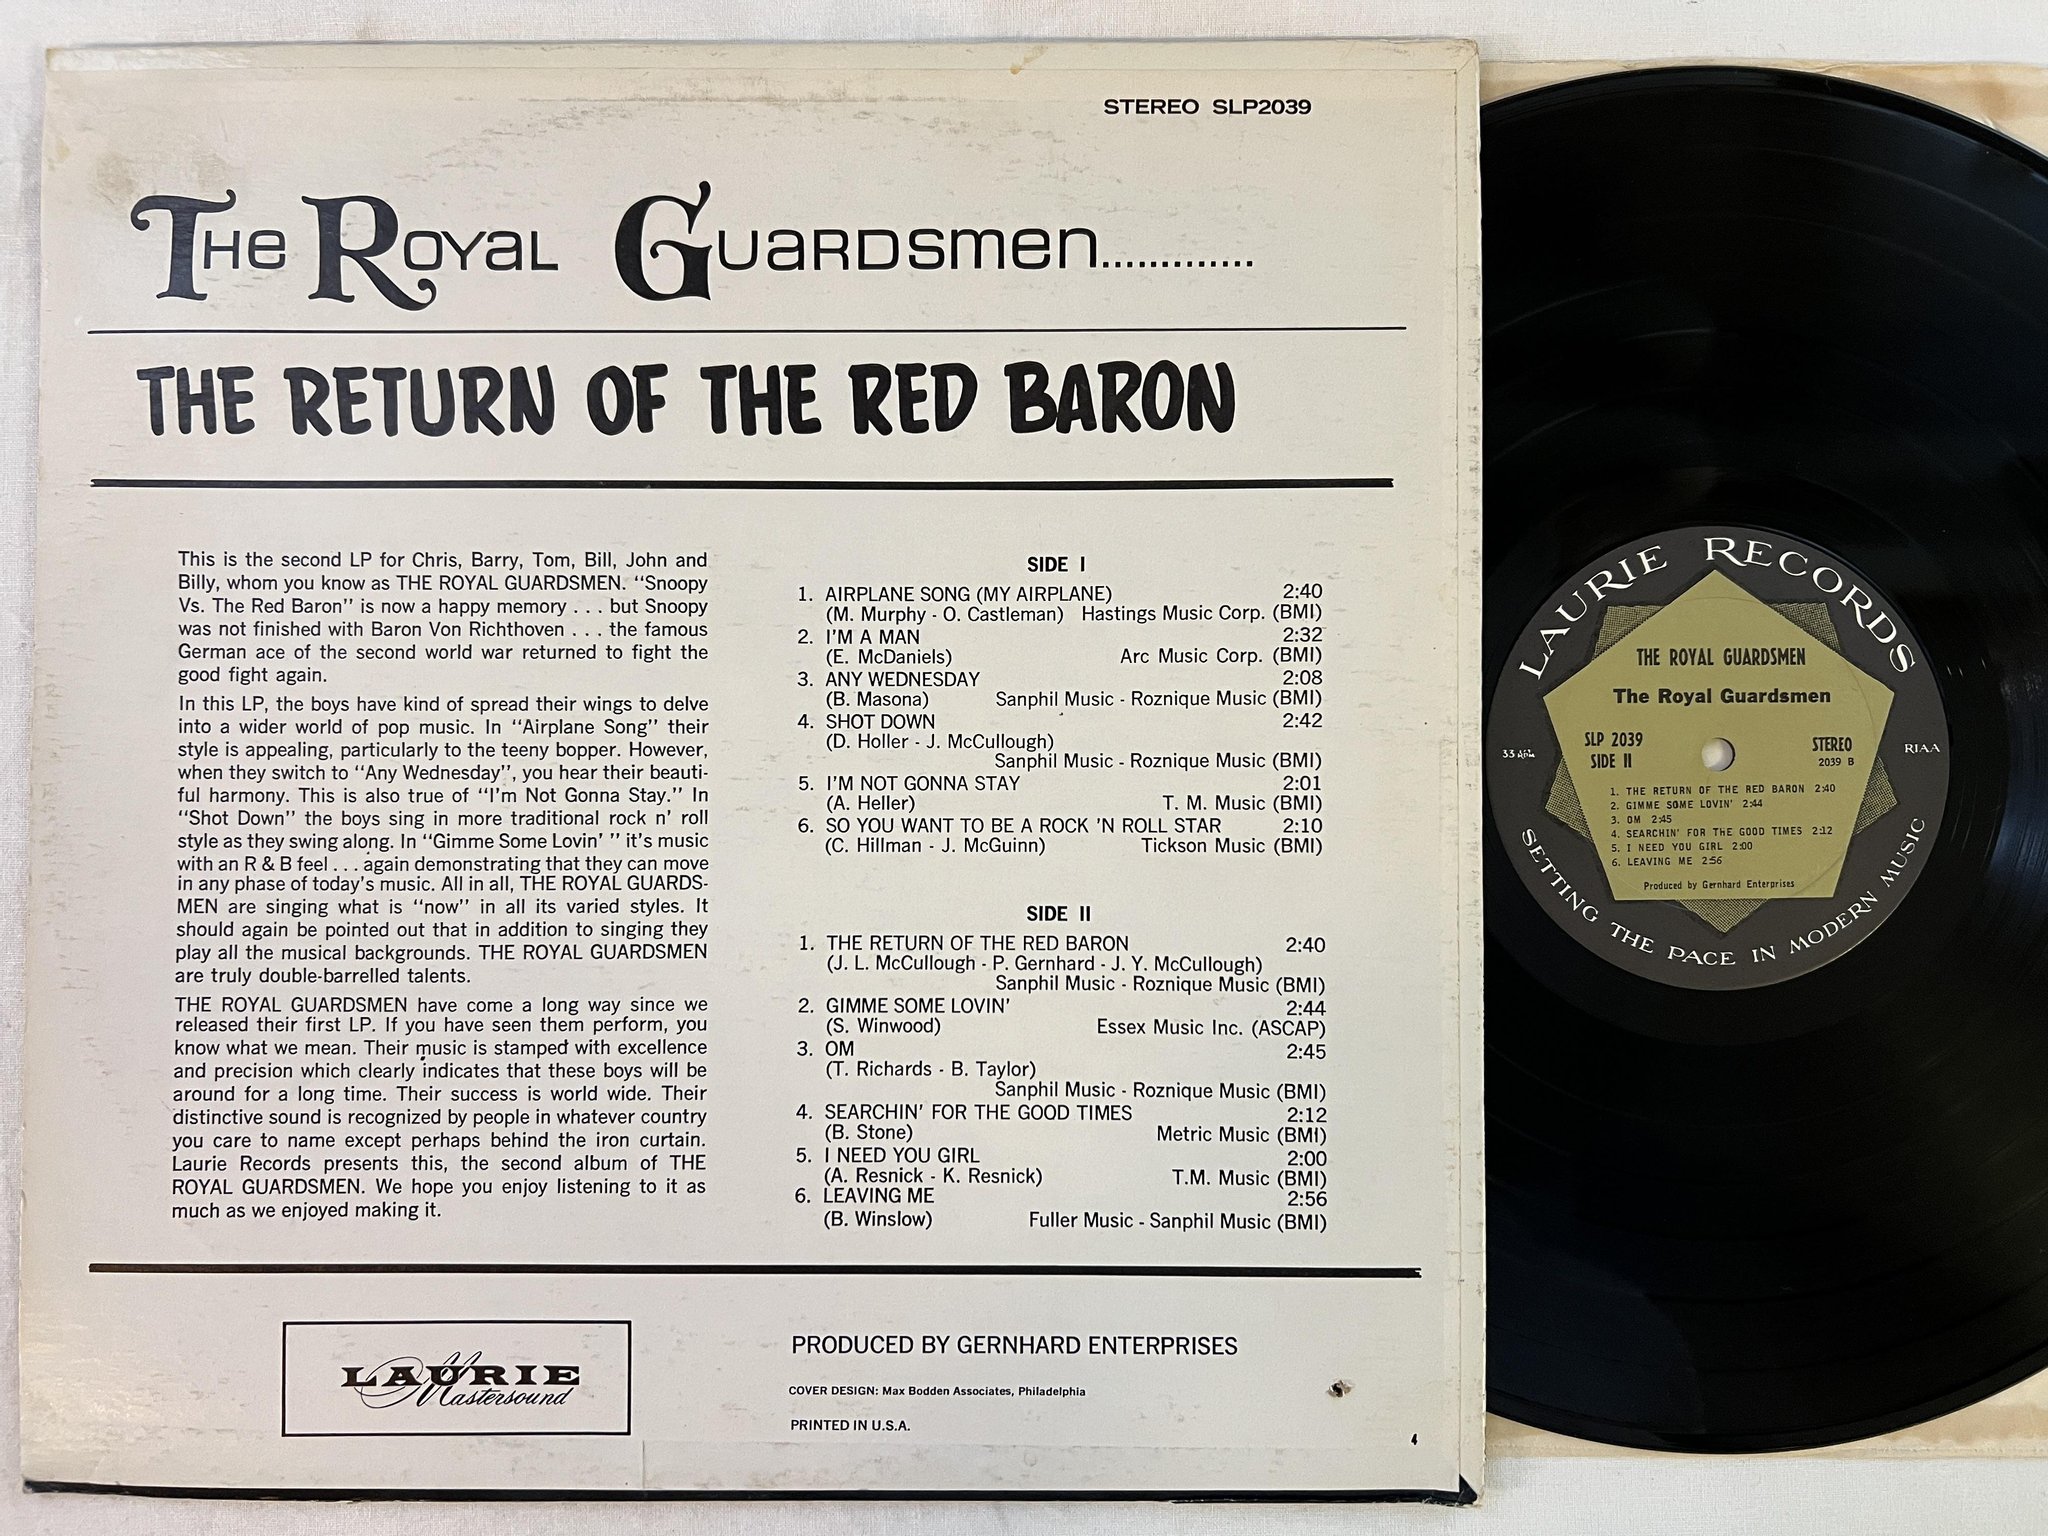 STEREO SLP2039
The Royal Guardsmen.............
THE RETURN OF THE RED BARON
This is the second LP for Chris, Barry, Tom, Bill, John and
Billy, whom you know as THE ROYAL GUARDSMEN. "Snoopy
Vs. The Red Baron" is now a happy memory . . . but Snoopy
was not finished with Baron Von Richthoven . . . the famous
German ace of the second world war returned to fight the
good fight again.
In this LP, the boys have kind of spread their wings to delve
into a wider world of pop music. In "Airplane Song" their
style is appealing, particularly to the teeny bopper. However,
when they switch to "Any Wednesday", you hear their beauti-
ful harmony. This is also true of "I'm Not Gonna Stay." In
"Shot Down" the boys sing in more traditional rock n' roll
style as they swing along. In "Gimme Some Lovin' " it's music
with an R & B feel . . . again demonstrating that they can move
in any phase of today's music. All in all, THE ROYAL GUARDS-
MEN are singing what is "now" in all its varied styles. It
should again be pointed out that in addition to singing they
play all the musical backgrounds. THE ROYAL GUARDSMEN
are truly double-barrelled talents.
THE ROYAL GUARDSMEN have come a long way since we
released their first LP. If you have seen them perform, you
know what we mean. Their music is stamped with excellence
and precision which clearly indicates that these boys will be
around for a long time. Their success is world wide. Their
distinctive sound is recognized by people in whatever country
you care to name except perhaps behind the iron curtain.
Laurie Records presents this, the second album of THE
ROYAL GUARDSMEN. We hope you enjoy listening to it as
much as we enjoyed making it.
SIDE I
1. AIRPLANE SONG (MY AIRPLANE) 2:40
(M. Murphy - O. Castleman) Hastings Music Corp. (BMI)
2. I'M A MAN 2:32
(E. McDaniels) Arc Music Corp. (BMI)
3. ANY WEDNESDAY 2:08
(B. Masona) Sanphil Music - Roznique Music (BMI)
4. SHOT DOWN 2:42
(D. Holler - J. McCullough)
Sanphil Music - Roznique Music (BMI)
5. I'M NOT GONNA STAY 2:01
(A. Heller) T. M. Music (BMI)
6. SO YOU WANT TO BE A ROCK 'N ROLL STAR 2:10
(C. Hillman - J. McGuinn) Tickson Music (BMI)
SIDE II
1. THE RETURN OF THE RED BARON 2:40
(J. L. McCullough - P. Gernhard - J. Y. McCullough)
Sanphil Music - Roznique Music (BMI)
2. GIMME SOME LOVIN' 2:44
(S. Winwood) Essex Music Inc. (ASCAP)
3. OM 2:45
(T. Richards - B. Taylor)
Sanphil Music - Roznique Music (BMI)
4. SEARCHIN' FOR THE GOOD TIMES 2:12
(B. Stone) Metric Music (BMI)
5. I NEED YOU GIRL 2:00
(A. Resnick - K. Resnick) T.M. Music (BMI)
6. LEAVING ME 2:56
(B. Winslow) Fuller Music - Sanphil Music (BMI)
LAURIE
Mastersound
PRODUCED BY GERNHARD ENTERPRISES
COVER DESIGN: Max Bodden Associates, Philadelphia
PRINTED IN U.S.A.
4
LAURIE RECORDS
THE ROYAL GUARDSMEN
The Royal Guardsmen
SLP 2039 STEREO
SIDE II 2039 B
33 RPM RIAA
1. THE RETURN OF THE RED BARON 2:40
2. GIMME SOME LOVIN' 2:44
3. OM 2:45
4. SEARCHIN' FOR THE GOOD TIMES 2:12
5. I NEED YOU GIRL 2:00
6. LEAVING ME 2:56
Produced by Gernhard Enterprises
SETTING THE PACE IN MODERN MUSIC